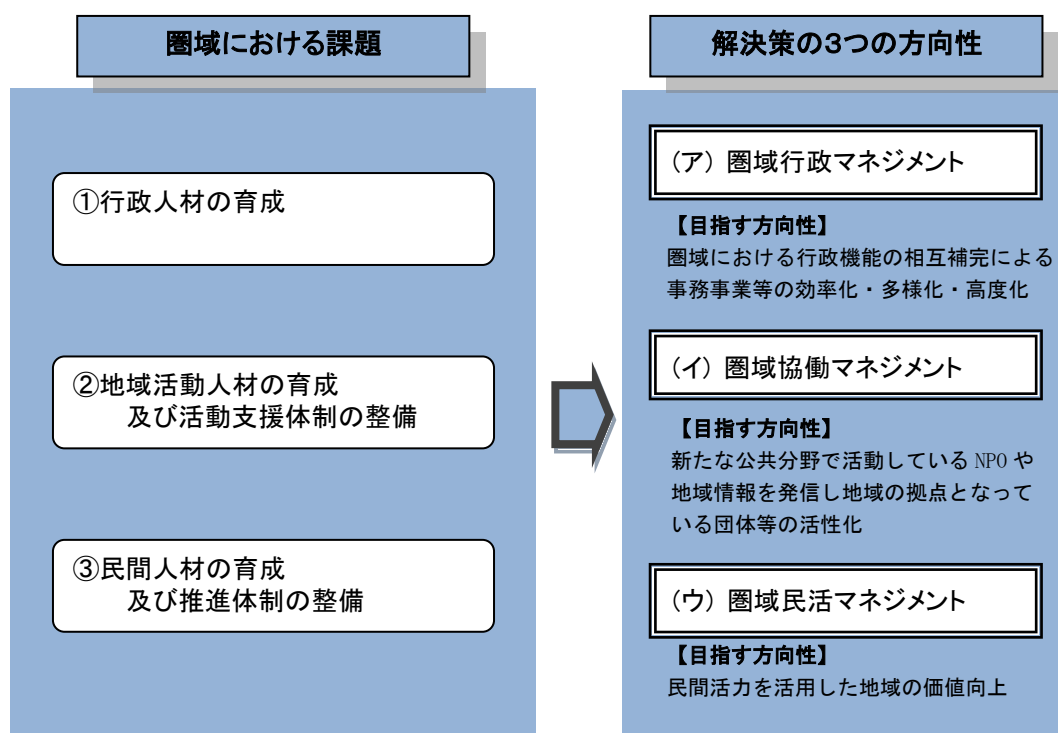 圏域における課題
①行政人材の育成
②地域活動人材の育成
及び活動支援体制の整備
③民間人材の育成
及び推進体制の整備
解決策の3つの方向性
(ア) 圏域行政マネジメント
【目指す方向性】
圏域における行政機能の相互補完による
事務事業等の効率化・多様化・高度化
(イ) 圏域協働マネジメント
【目指す方向性】
新たな公共分野で活動している NPO や
地域情報を発信し地域の拠点となって
いる団体等の活性化
(ウ) 圏域民活マネジメント
【目指す方向性】
民間活力を活用した地域の価値向上